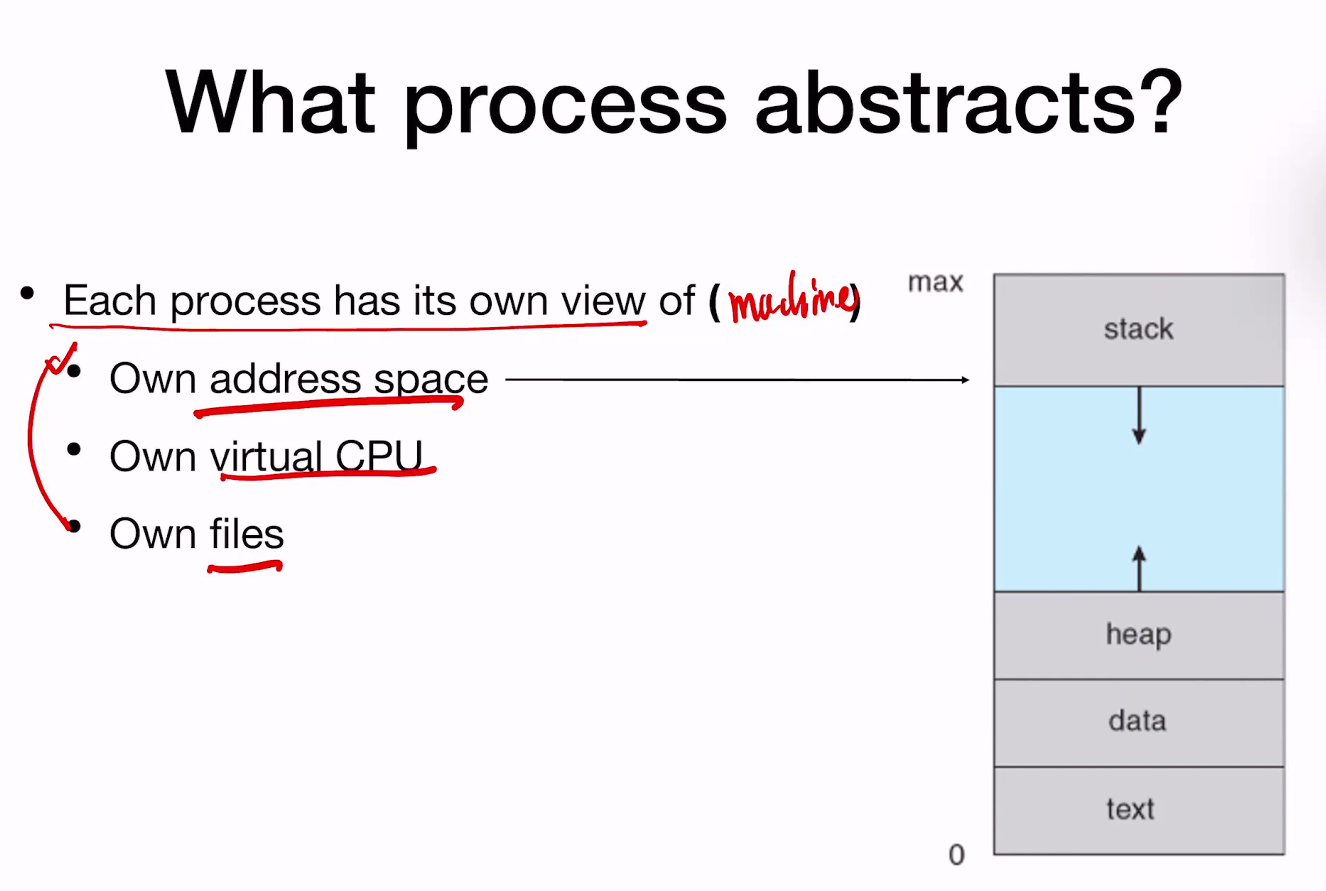 What process abstracts?
• Each process has its own view of (machine)
• Own address space
• Own virtual CPU
• Own files
max
stack
heap
data
text
0